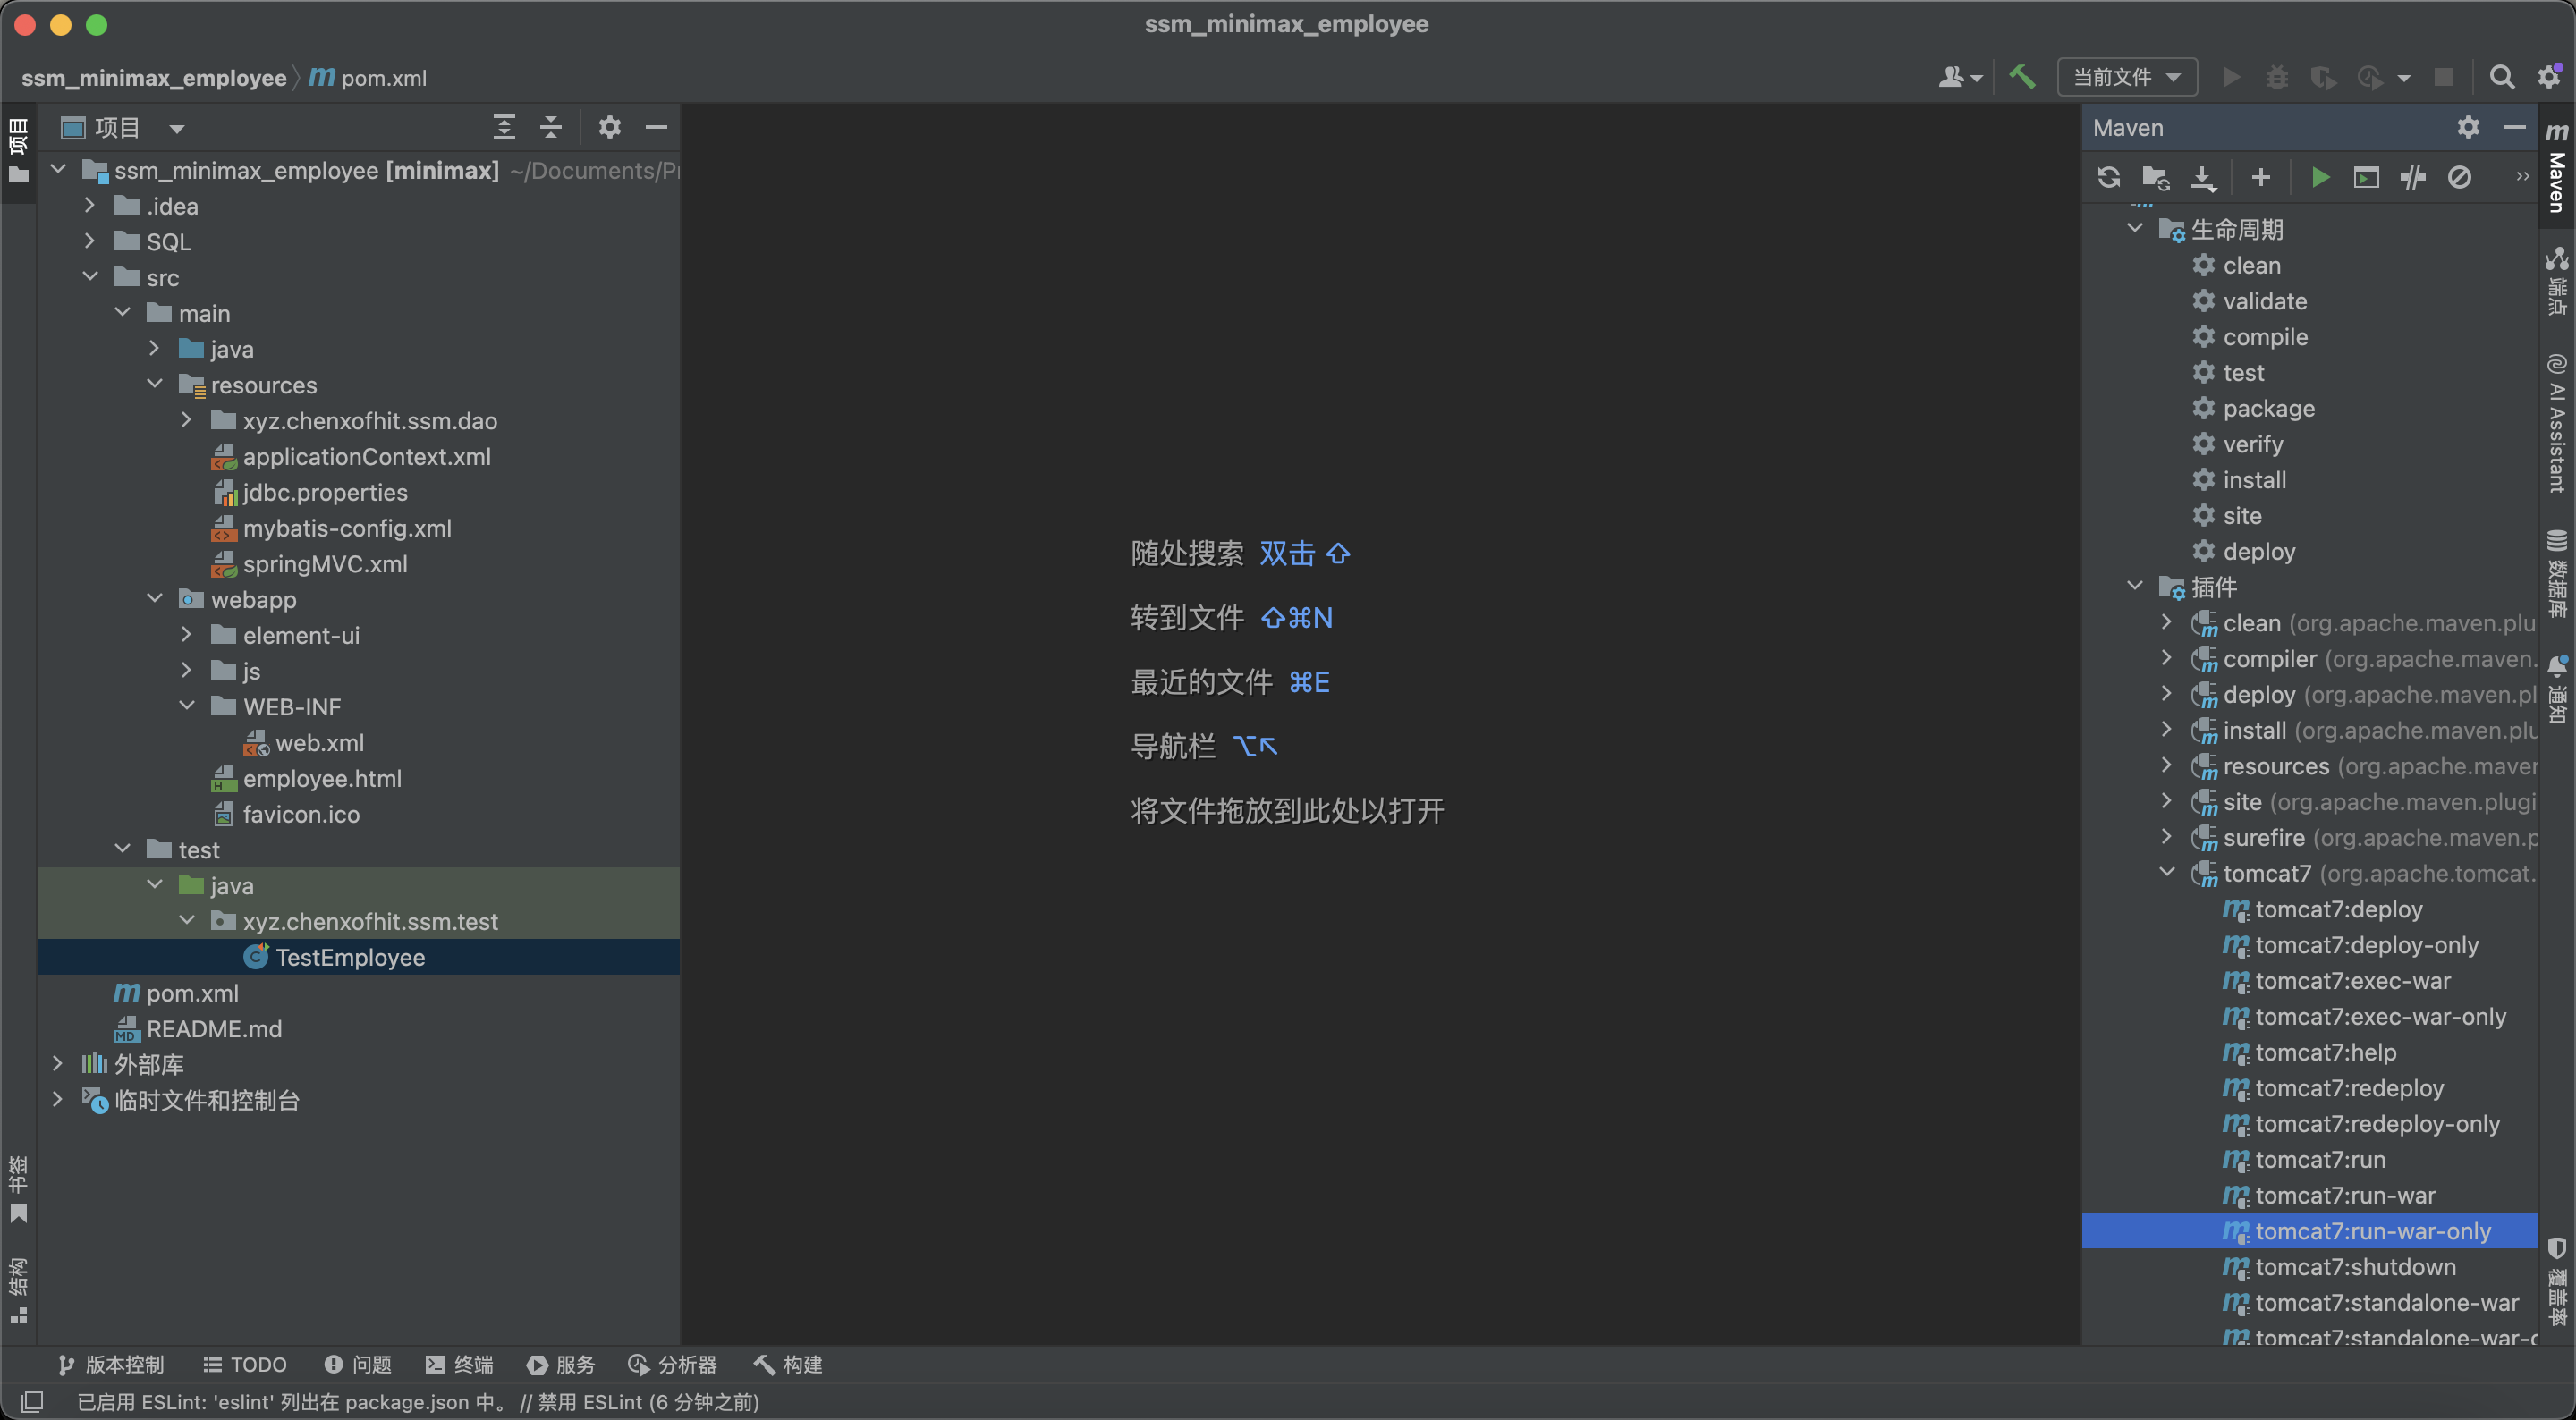 ssm_minimax_employee
ssm_minimax_employee pom.xml
当前文件
项目
项目
ssm_minimax_employee [minimax] ~/Documents/Pr
.idea
SQL
src
main
java
resources
xyz.chenxofhit.ssm.dao
applicationContext.xml
jdbc.properties
mybatis-config.xml
springMVC.xml
webapp
element-ui
js
WEB-INF
web.xml
employee.html
favicon.ico
test
java
xyz.chenxofhit.ssm.test
TestEmployee
pom.xml
README.md
外部库
临时文件和控制台
书签
结构
随处搜索 双击 ⇧
转到文件 ⇧⌘N
最近的文件 ⌘E
导航栏 ⌥↖
将文件拖放到此处以打开
Maven
生命周期
clean
validate
compile
test
package
verify
install
site
deploy
插件
clean (org.apache.maven.plu
compiler (org.apache.maven.
deploy (org.apache.maven.pl
install (org.apache.maven.plu
resources (org.apache.maver
site (org.apache.maven.plugi
surefire (org.apache.maven.p
tomcat7 (org.apache.tomcat.
tomcat7:deploy
tomcat7:deploy-only
tomcat7:exec-war
tomcat7:exec-war-only
tomcat7:help
tomcat7:redeploy
tomcat7:redeploy-only
tomcat7:run
tomcat7:run-war
tomcat7:run-war-only
tomcat7:shutdown
tomcat7:standalone-war
tomcat7:standalone-war-o
Maven
端点
AI Assistant
数据库
通知
覆盖率
版本控制 TODO 问题 终端 服务 分析器 构建
已启用 ESLint: 'eslint' 列出在 package.json 中。 // 禁用 ESLint (6 分钟之前)